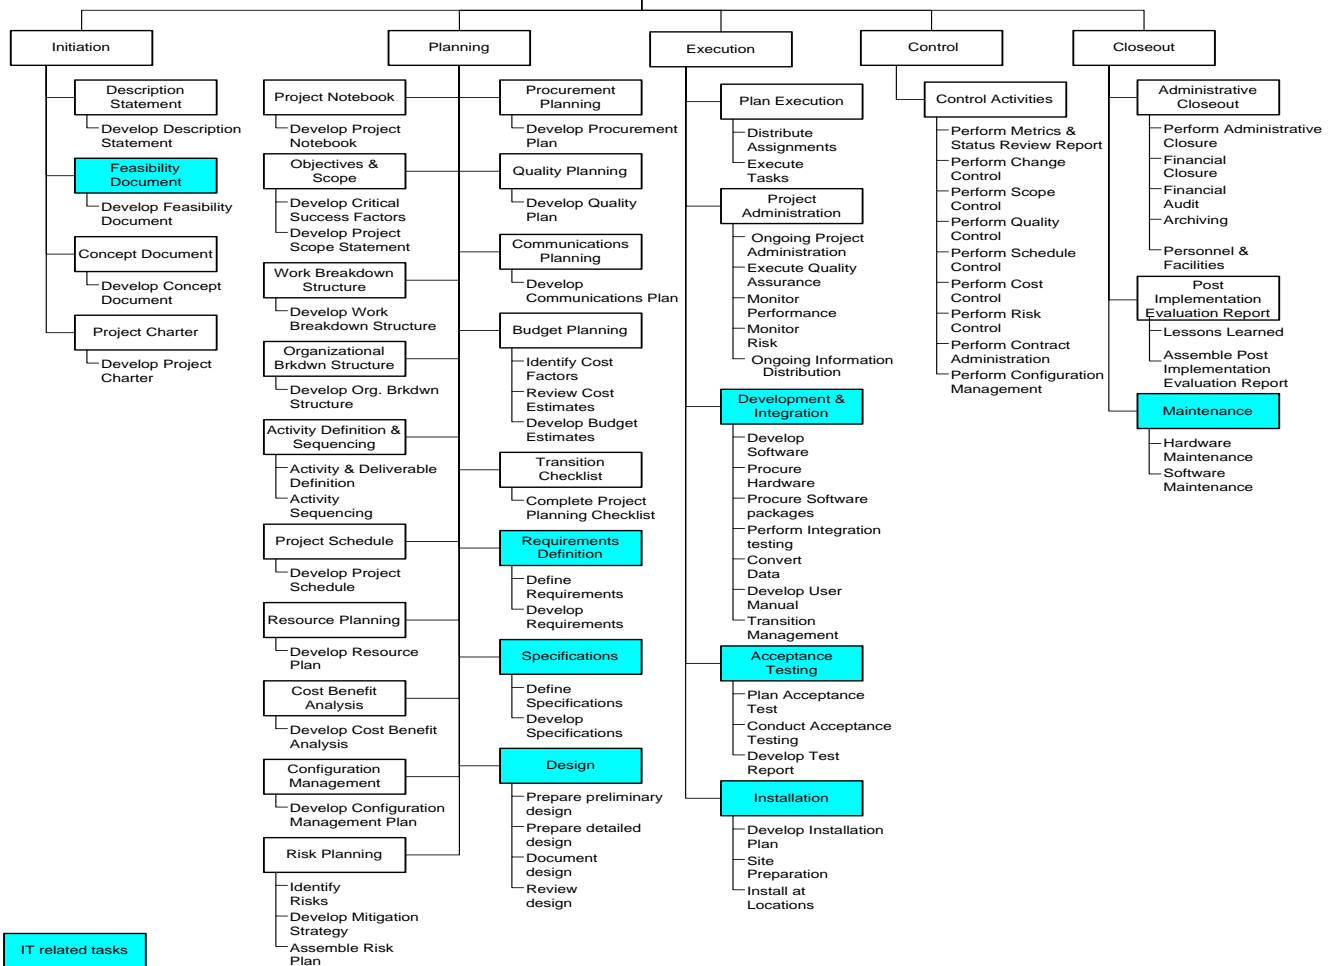 Initiation
Description
Statement
Develop Description
Statement
Feasibility
Document
Develop Feasibility
Document
Concept Document
Develop Concept
Document
Project Charter
Develop Project
Charter
Planning
Project Notebook
Develop Project
Notebook
Objectives &
Scope
Develop Critical
Success Factors
Develop Project
Scope Statement
Work Breakdown
Structure
Develop Work
Breakdown Structure
Organizational
Brkdwn Structure
Develop Org. Brkdwn
Structure
Activity Definition &
Sequencing
Activity & Deliverable
Definition
Activity
Sequencing
Project Schedule
Develop Project
Schedule
Resource Planning
Develop Resource
Plan
Cost Benefit
Analysis
Develop Cost Benefit
Analysis
Configuration
Management
Develop Configuration
Management Plan
Risk Planning
Identify
Risks
Develop Mitigation
Strategy
Assemble Risk
Plan
Procurement
Planning
Develop Procurement
Plan
Quality Planning
Develop Quality
Plan
Communications
Planning
Develop
Communications Plan
Budget Planning
Identify Cost
Factors
Review Cost
Estimates
Develop Budget
Estimates
Transition
Checklist
Complete Project
Planning Checklist
Requirements
Definition
Define
Requirements
Develop
Requirements
Specifications
Define
Specifications
Develop
Specifications
Design
Prepare preliminary
design
Prepare detailed
design
Document
design
Review
design
Execution
Plan Execution
Distribute
Assignments
Execute
Tasks
Project
Administration
Ongoing Project
Administration
Execute Quality
Assurance
Monitor
Performance
Monitor
Risk
Ongoing Information
Distribution
Development &
Integration
Develop
Software
Procure
Hardware
Procure Software
packages
Perform Integration
testing
Convert
Data
Develop User
Manual
Transition
Management
Acceptance
Testing
Plan Acceptance
Test
Conduct Acceptance
Testing
Develop Test
Report
Installation
Develop Installation
Plan
Site
Preparation
Install at
Locations
Control
Control Activities
Perform Metrics &
Status Review Report
Perform Change
Control
Perform Scope
Control
Perform Quality
Control
Perform Schedule
Control
Perform Cost
Control
Perform Risk
Control
Perform Contract
Administration
Perform Configuration
Management
Closeout
Administrative
Closeout
Perform Administrative
Closure
Financial
Closure
Financial
Audit
Archiving
Personnel &
Facilities
Post
Implementation
Evaluation Report
Lessons Learned
Assemble Post
Implementation
Evaluation Report
Maintenance
Hardware
Maintenance
Software
Maintenance
IT related tasks